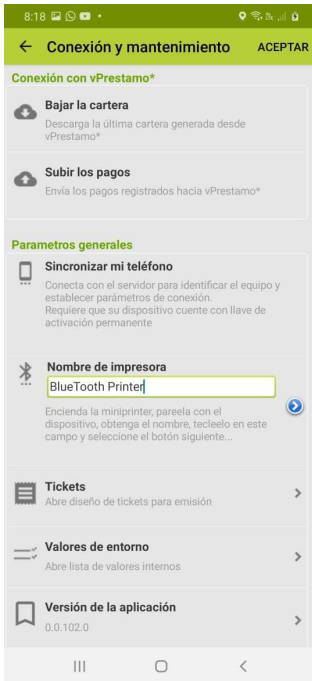 8:18
Conexión y mantenimiento ACEPTAR
Conexión con vPrestamo*
Bajar la cartera
Descarga la última cartera generada desde
vPrestamo*
Subir los pagos
Envía los pagos registrados hacia vPrestamo*
Parametros generales
Sincronizar mi teléfono
Conecta con el servidor para identificar el equipo y
establecer parámetros de conexión.
Requiere que su dispositivo cuente con llave de
activación permanente
Nombre de impresora
BlueTooth Printer
Encienda la miniprinter, pareela con el
dispositivo, obtenga el nombre, tecleelo en este
campo y seleccione el botón siguiente...
Tickets
Abre diseño de tickets para emisión
Valores de entorno
Abre lista de valores internos
Versión de la aplicación
0.0.102.0